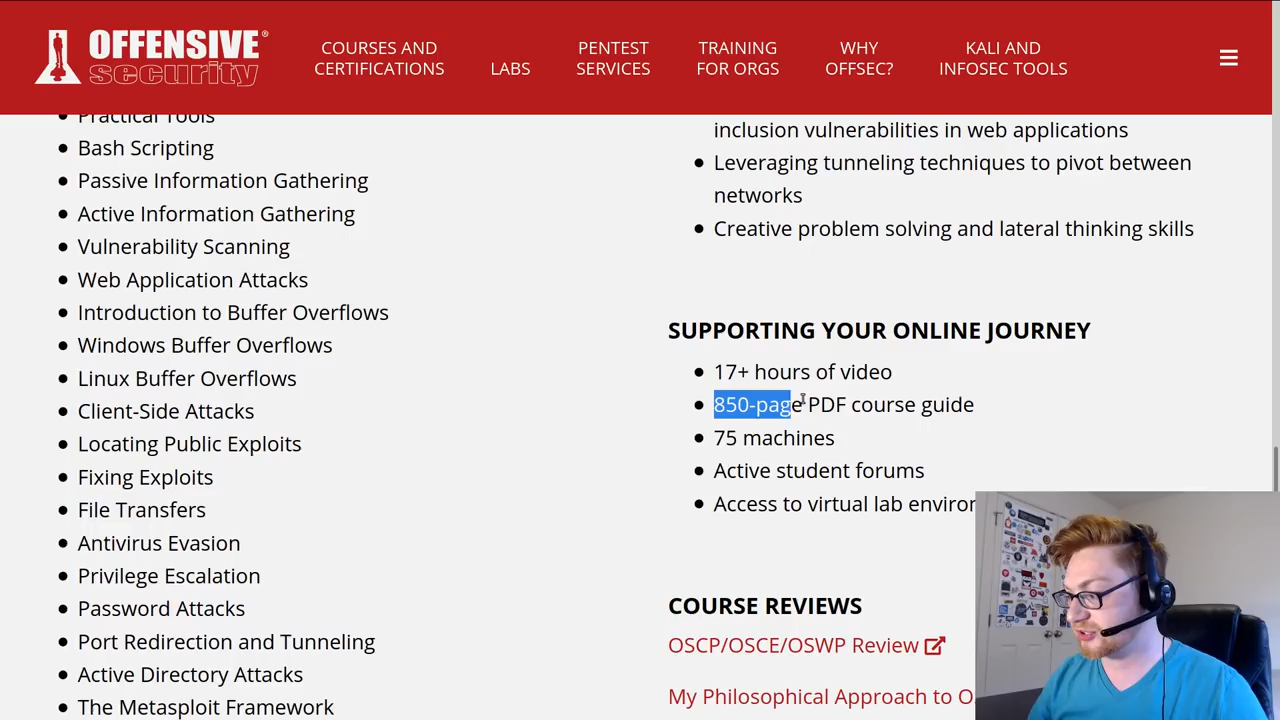 OFFENSIVE®
security
COURSES AND
CERTIFICATIONS
LABS
PENTEST
SERVICES
TRAINING
FOR ORGS
WHY
OFFSEC?
KALI AND
INFOSEC TOOLS
Practical Tools
Bash Scripting
Passive Information Gathering
Active Information Gathering
Vulnerability Scanning
Web Application Attacks
Introduction to Buffer Overflows
Windows Buffer Overflows
Linux Buffer Overflows
Client-Side Attacks
Locating Public Exploits
Fixing Exploits
File Transfers
Antivirus Evasion
Privilege Escalation
Password Attacks
Port Redirection and Tunneling
Active Directory Attacks
The Metasploit Framework
inclusion vulnerabilities in web applications
Leveraging tunneling techniques to pivot between
networks
Creative problem solving and lateral thinking skills
SUPPORTING YOUR ONLINE JOURNEY
17+ hours of video
850-page PDF course guide
75 machines
Active student forums
Access to virtual lab environ
COURSE REVIEWS
OSCP/OSCE/OSWP Review
My Philosophical Approach to O